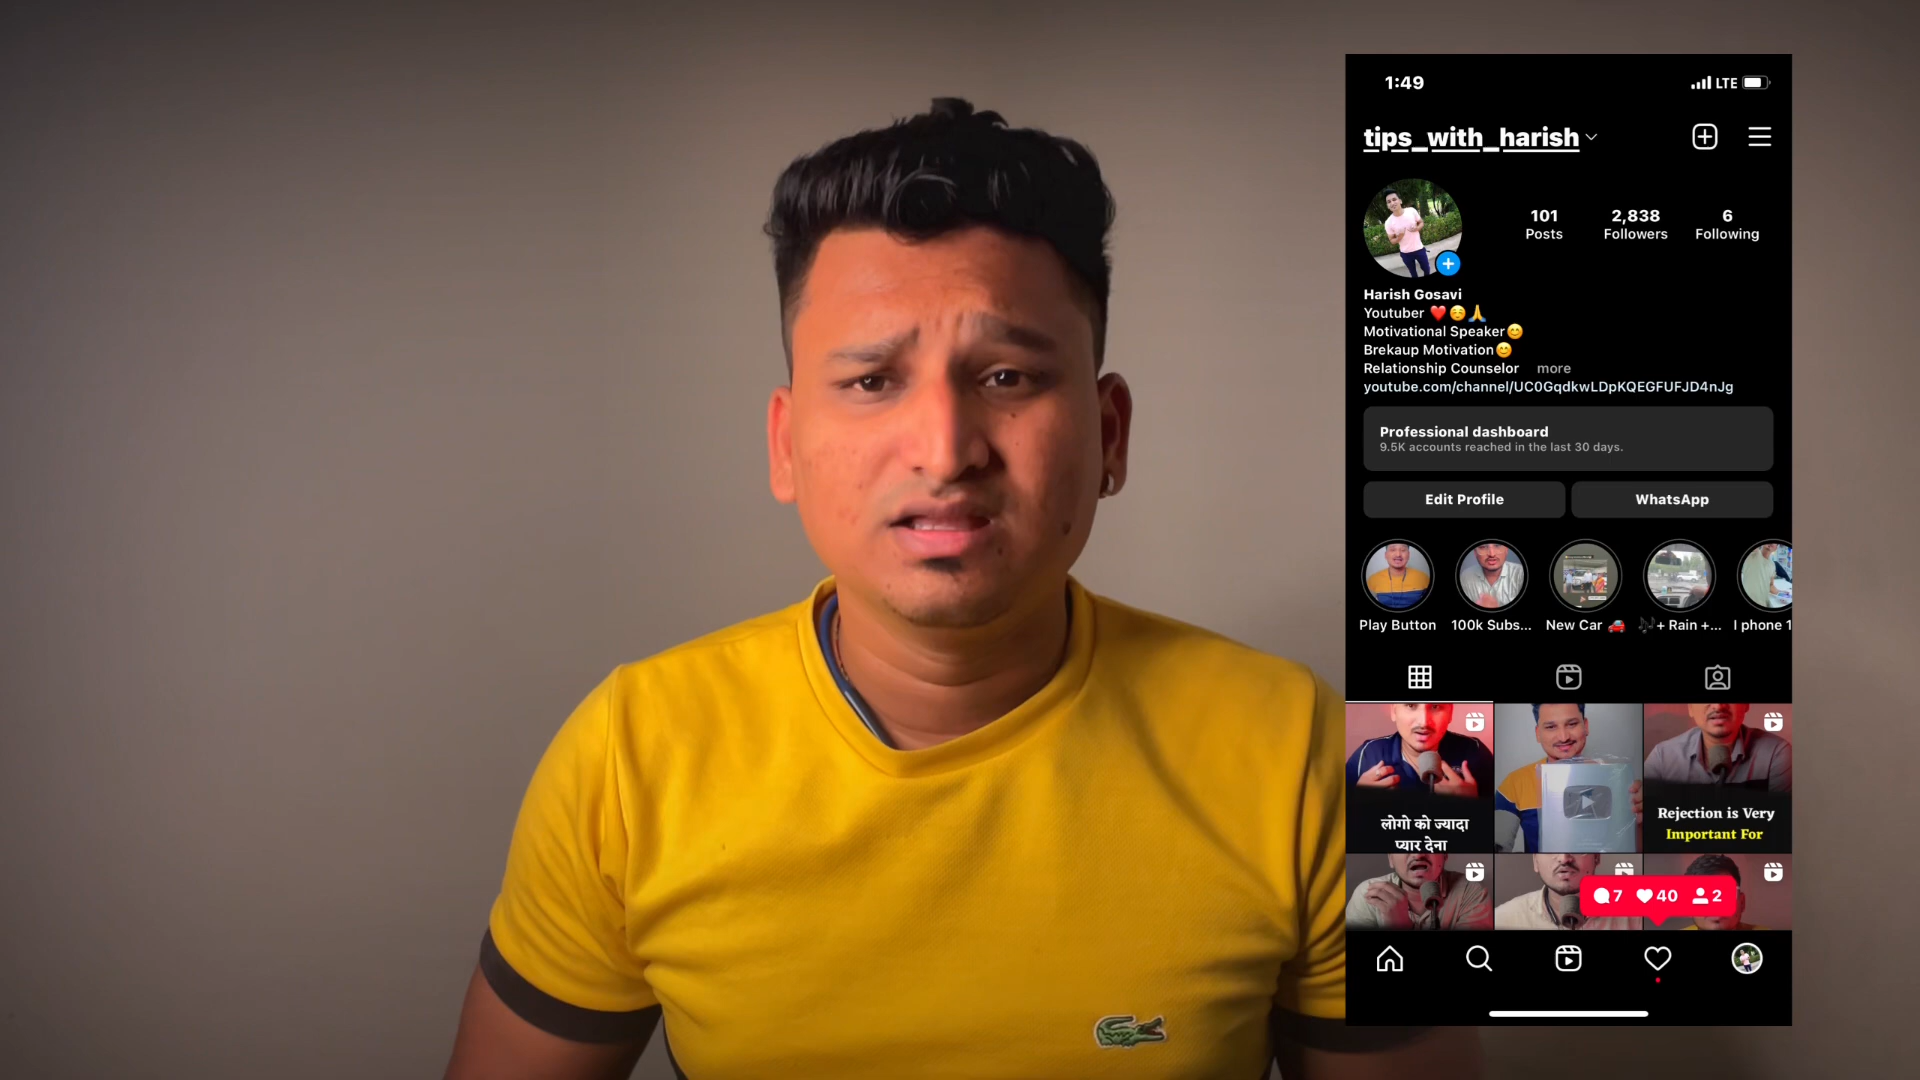 1:49
LTE
tips_with_harish
101
Posts
2,838
Followers
6
Following
Harish Gosavi
Youtuber ❤️☺️🙏
Motivational Speaker😊
Brekaup Motivation😊
Relationship Counselor more
youtube.com/channel/UC0GqdkwLDpKQEGFUFJD4nJg
Professional dashboard
9.5K accounts reached in the last 30 days.
Edit Profile
WhatsApp
Play Button
100k Subs...
New Car 🚗
🎶+ Rain +...
I phone 1
लोगो को ज्यादा
प्यार देना
Rejection is Very
Important For
7 40 2